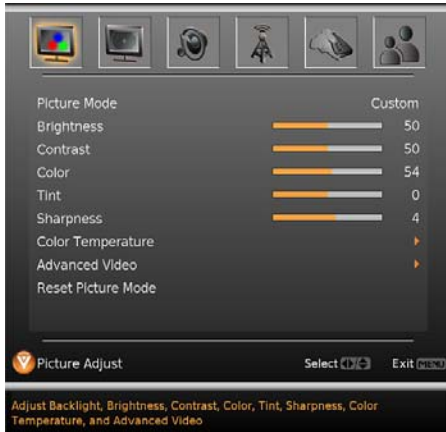 Picture Mode Custom
Brightness 50
Contrast 50
Color 54
Tint 0
Sharpness 4
Color Temperature
Advanced Video
Reset Picture Mode
V Picture Adjust Select Exit MENU
Adjust Backlight, Brightness, Contrast, Color, Tint, Sharpness, Color
Temperature, and Advanced Video